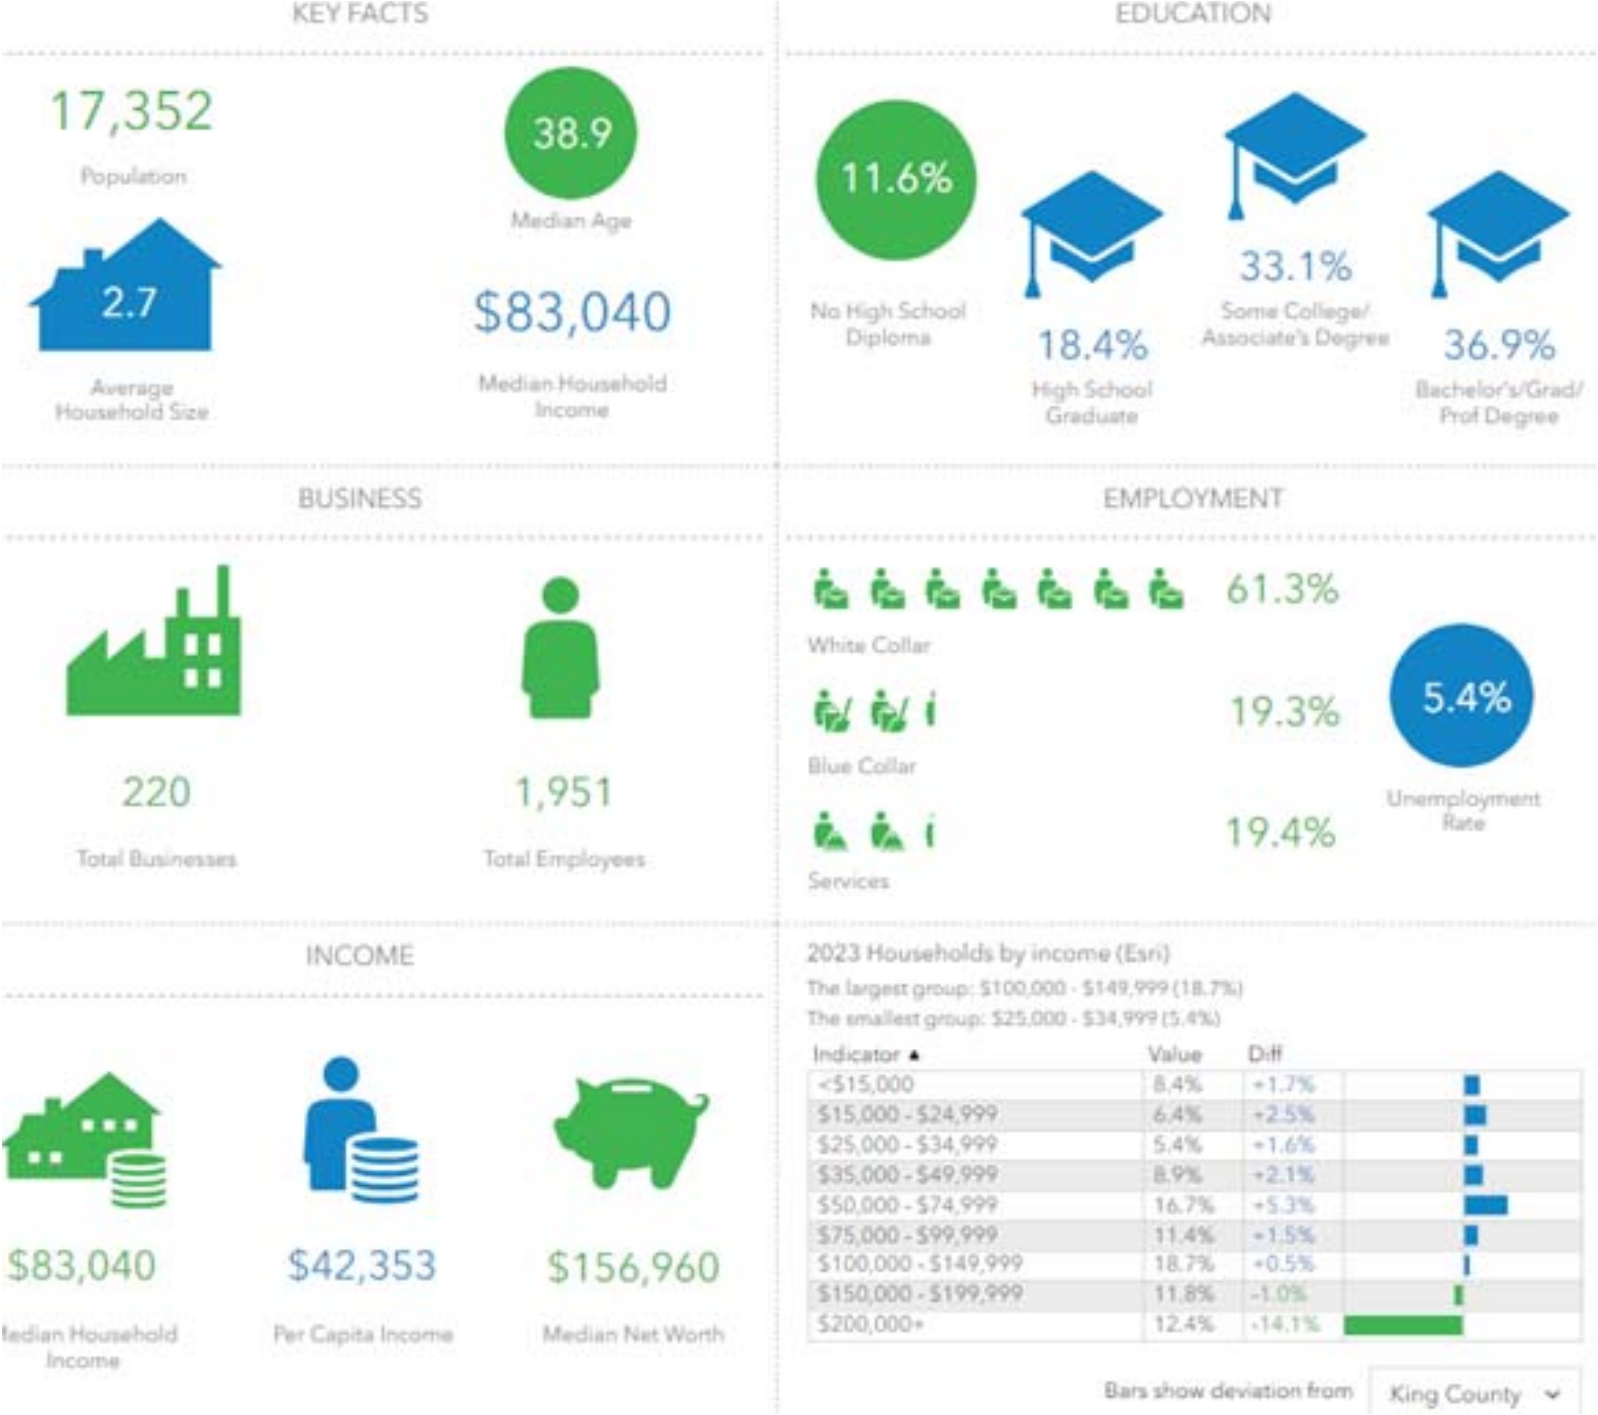 KEY FACTS
17,352
Population
38.9
Median Age
2.7
Average
Household Size
$83,040
Median Household
Income
EDUCATION
11.6%
No High School
Diploma
18.4%
High School
Graduate
33.1%
Some College/
Associate's Degree
36.9%
Bachelor's/Grad/
Prof Degree
BUSINESS
220
Total Businesses
1,951
Total Employees
EMPLOYMENT
61.3%
White Collar
19.3%
Blue Collar
19.4%
Services
5.4%
Unemployment
Rate
INCOME
$83,040
Median Household
Income
$42,353
Per Capita Income
$156,960
Median Net Worth
2023 Households by income (Esri)
The largest group: $100,000 - $149,999 (18.7%)
The smallest group: $25,000 - $34,999 (5.4%)
Indicator ▲ Value Diff
<$15,000 8.4% +1.7%
$15,000 - $24,999 6.4% +2.5%
$25,000 - $34,999 5.4% +1.6%
$35,000 - $49,999 8.9% +2.1%
$50,000 - $74,999 16.7% +5.3%
$75,000 - $99,999 11.4% +1.5%
$100,000 - $149,999 18.7% +0.5%
$150,000 - $199,999 11.8% -1.0%
$200,000+ 12.4% -14.1%
Bars show deviation from King County